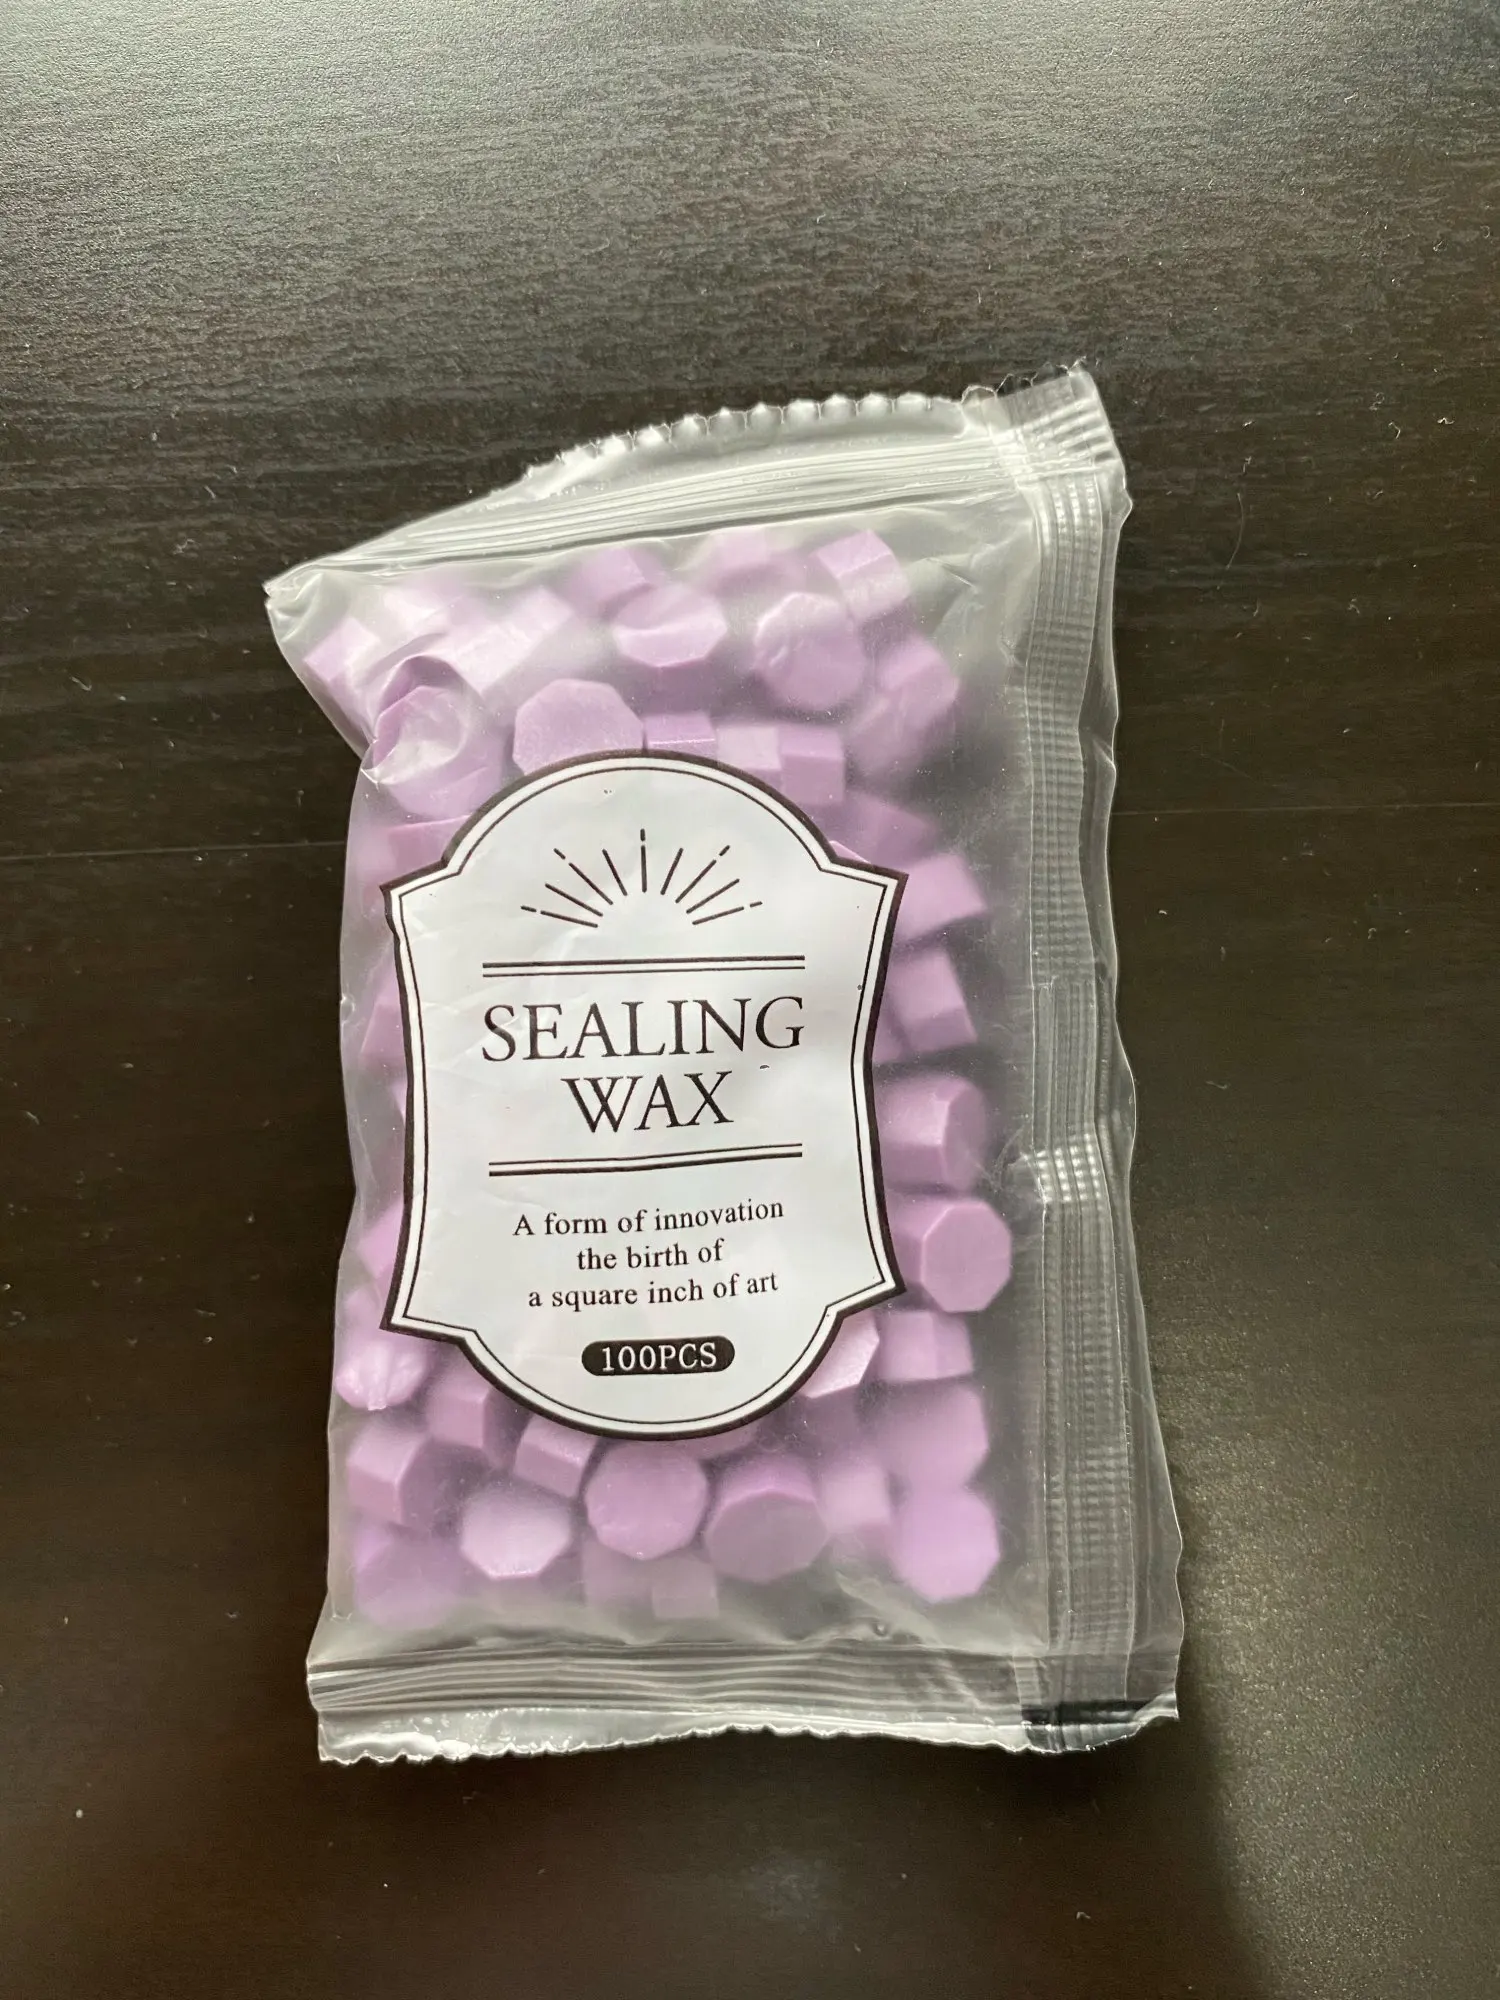 SEALING
WAX
A form of innovation
the birth of
a square inch of art
100PCS